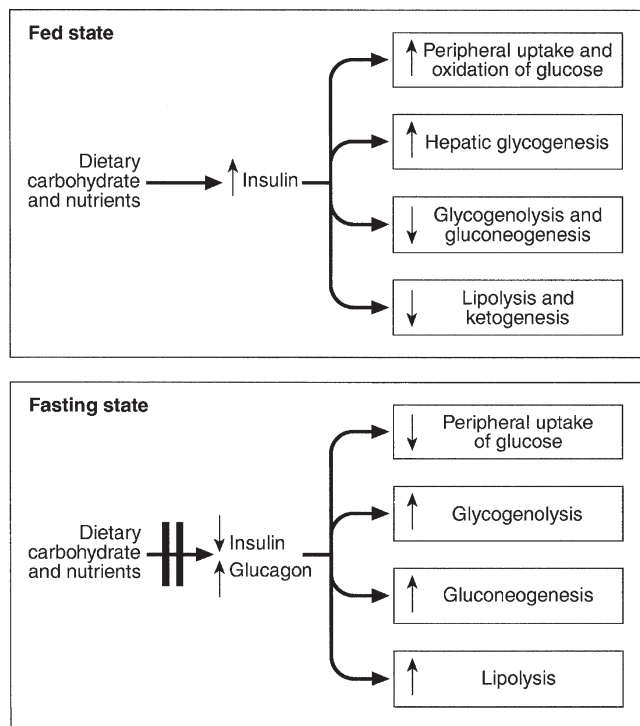 Fed state
Dietary
carbohydrate
and nutrients
↑ Insulin
↑ Peripheral uptake and
oxidation of glucose
↑ Hepatic glycogenesis
↓ Glycogenolysis and
gluconeogenesis
↓ Lipolysis and
ketogenesis
Fasting state
Dietary
carbohydrate
and nutrients
↓ Insulin
↑ Glucagon
↓ Peripheral uptake
of glucose
↑ Glycogenolysis
↑ Gluconeogenesis
↑ Lipolysis